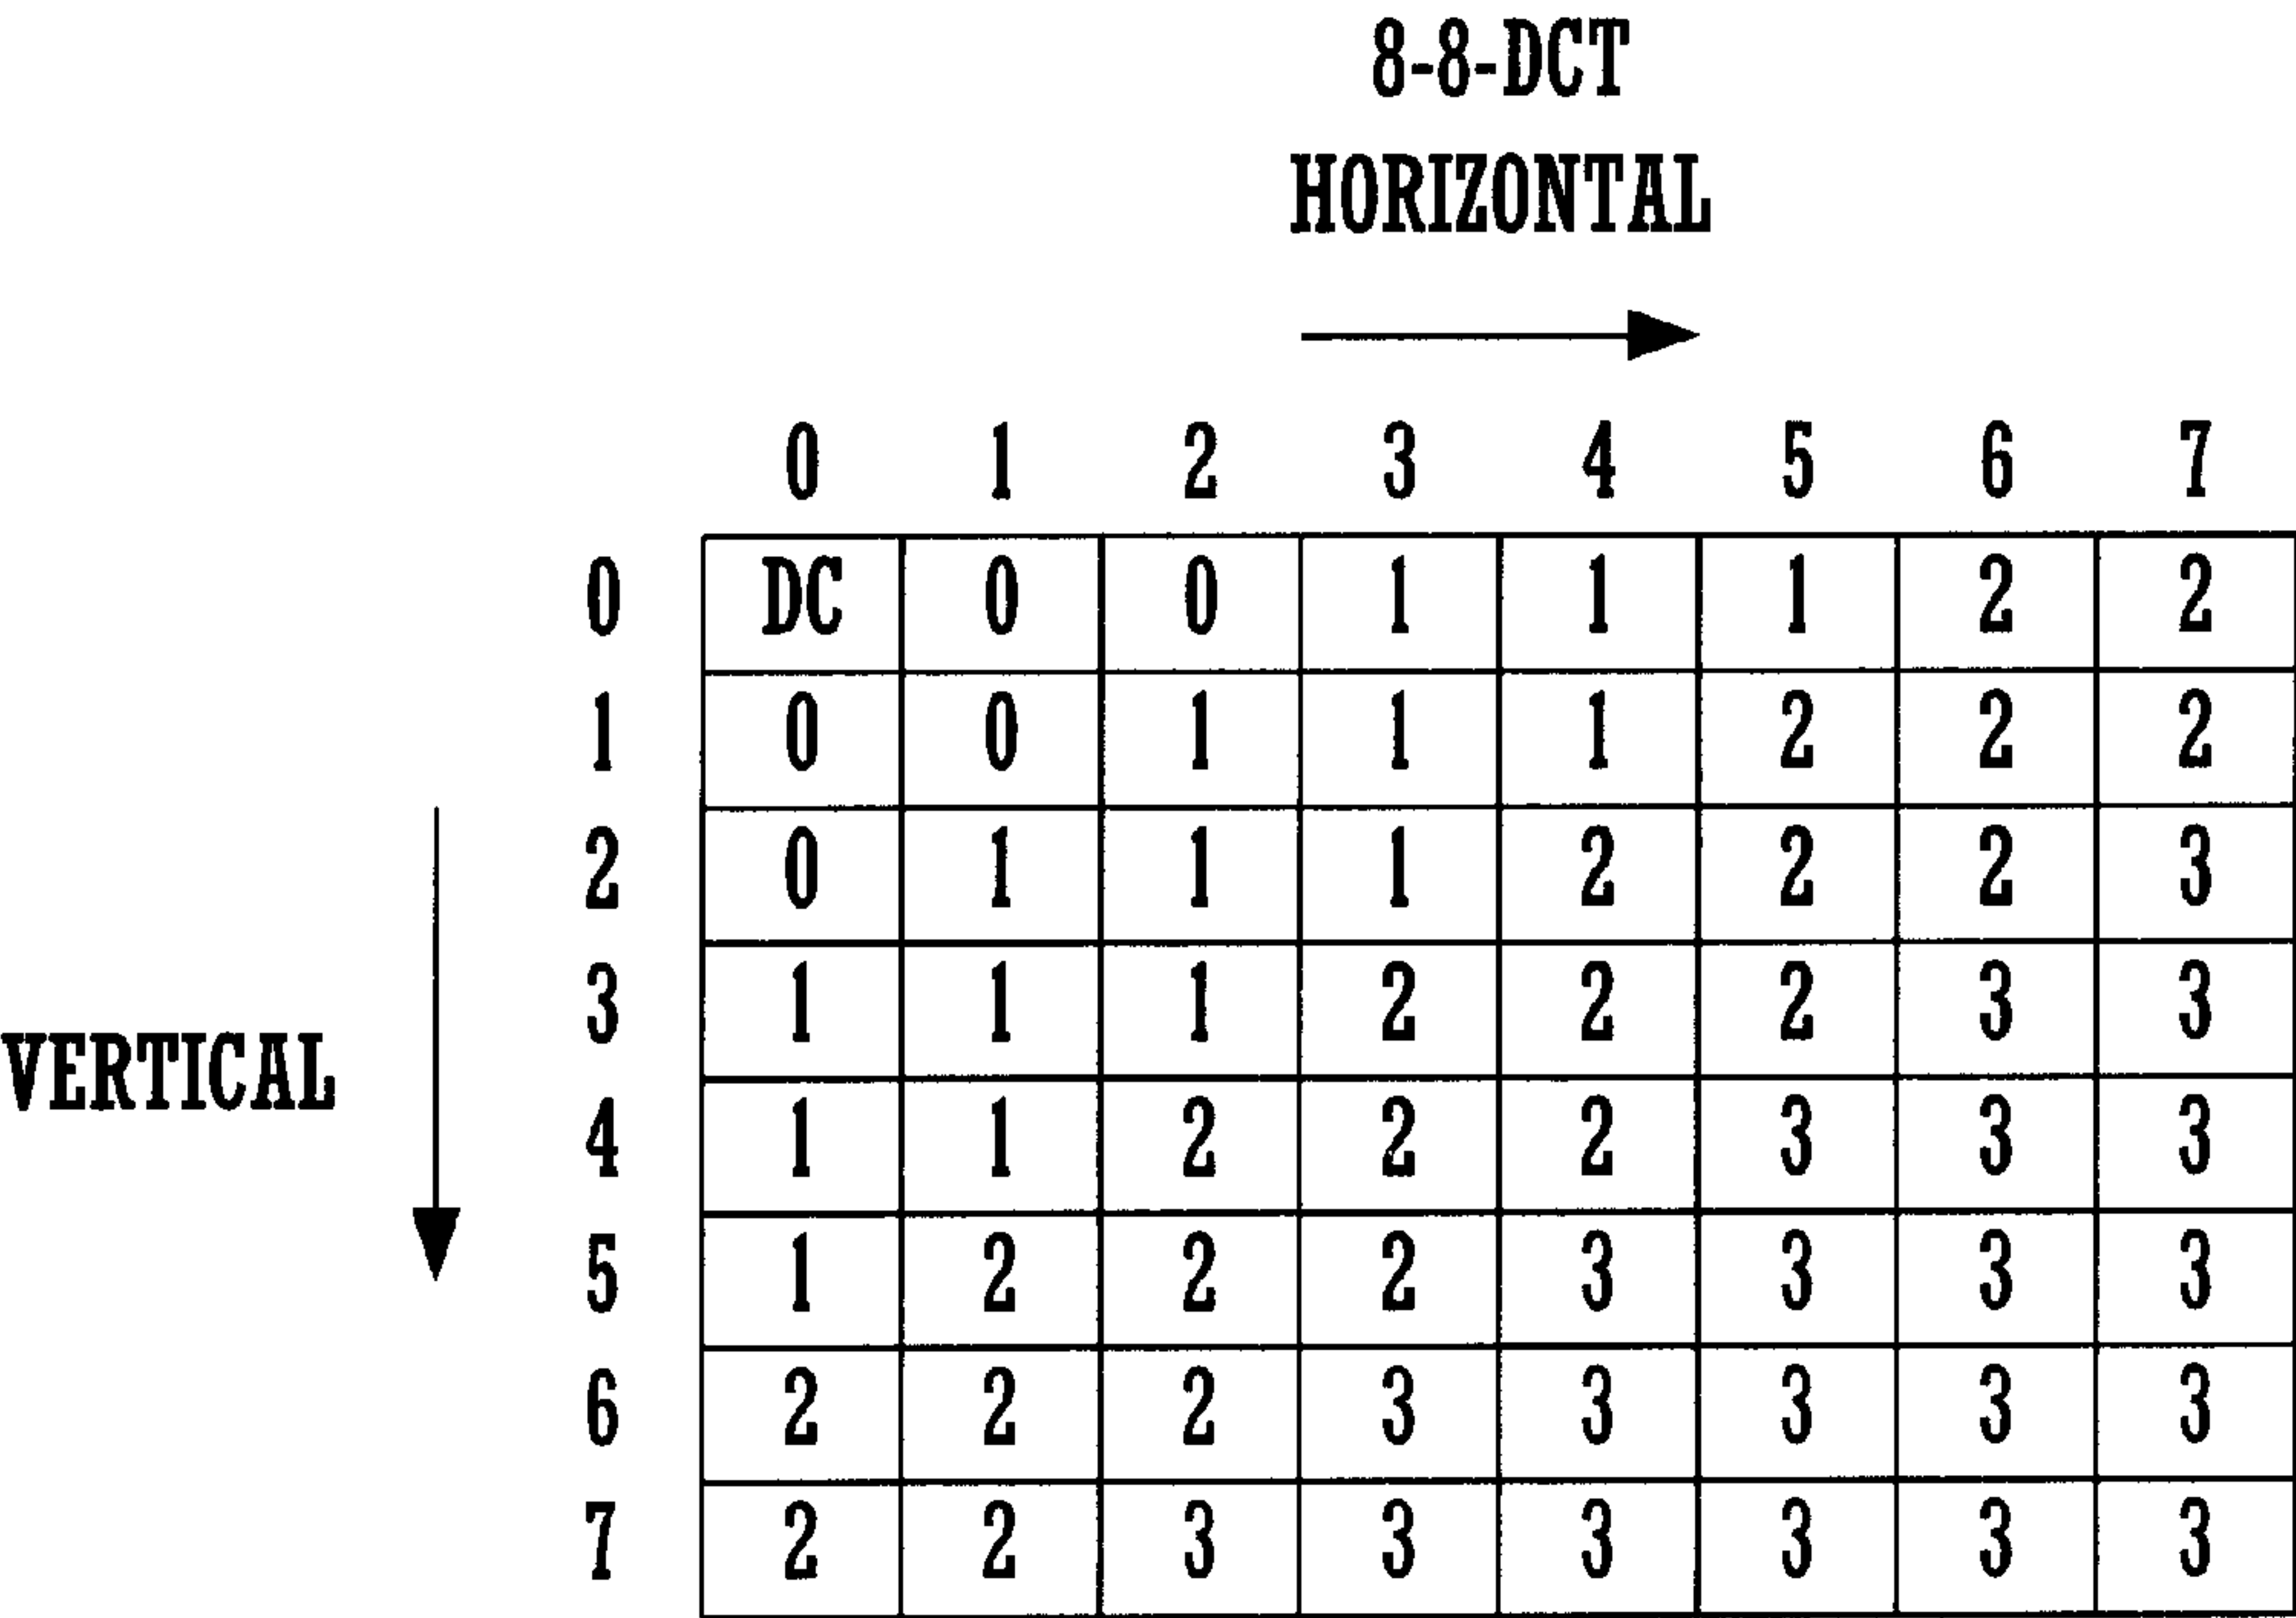 8-8-DCT
HORIZONTAL
0 1 2 3 4 5 6 7
0 DC 0 0 1 1 1 2 2
1 0 0 1 1 1 2 2 2
2 0 1 1 1 2 2 2 3
3 1 1 1 2 2 2 3 3
VERTICAL
4 1 1 2 2 2 3 3 3
5 1 2 2 2 3 3 3 3
6 2 2 2 3 3 3 3 3
7 2 2 3 3 3 3 3 3